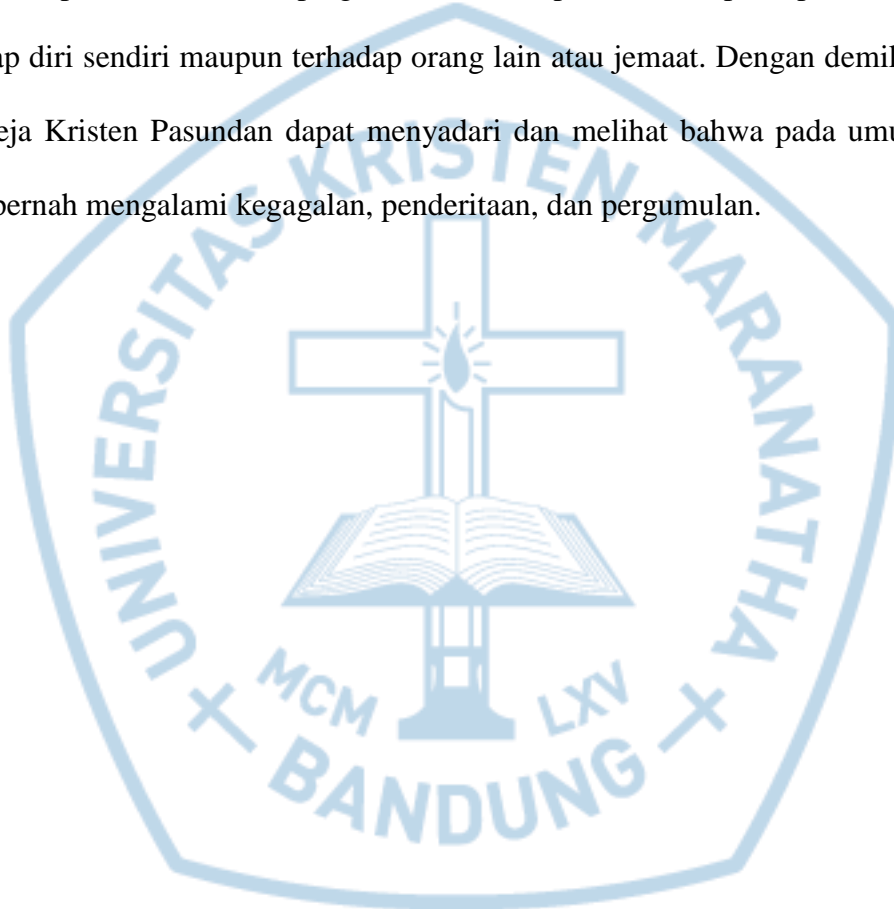 ap diri sendiri maupun terhadap orang lain atau jemaat. Dengan demik
eja Kristen Pasundan dapat menyadari dan melihat bahwa pada umu
pernah mengalami kegagalan, penderitaan, dan pergumulan.
UNIVERSITAS KRISTEN MARANATHA
MCM LXV
BANDUNG